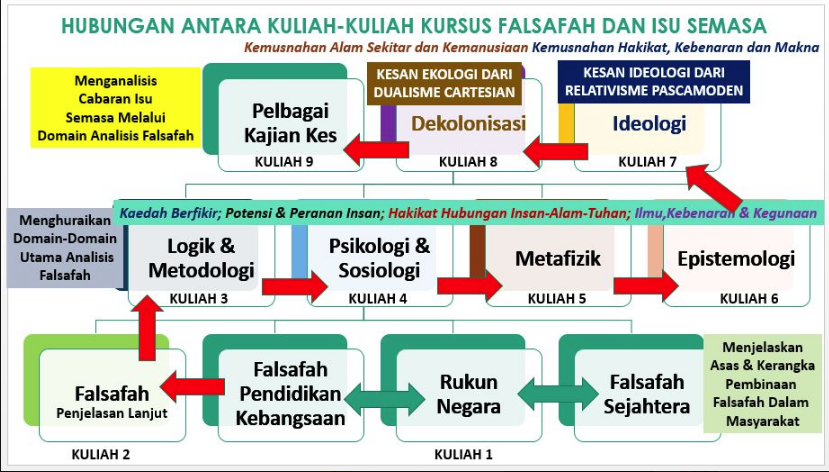 HUBUNGAN ANTARA KULIAH-KULIAH KURSUS FALSAFAH DAN ISU SEMASA
Kemusnahan Alam Sekitar dan Kemanusiaan Kemusnahan Hakikat, Kebenaran dan Makna
Menganalisis
Cabaran Isu
Semasa Melalui
Domain Analisis Falsafah
Pelbagai
Kajian Kes
KULIAH 9
KESAN EKOLOGI DARI
DUALISME CARTESIAN
Dekolonisasi
KULIAH 8
KESAN IDEOLOGI DARI
RELATIVISME PASCAMODEN
Ideologi
KULIAH 7
Menghuraikan
Domain-Domain
Utama Analisis
Falsafah
Kaedah Berfikir; Potensi & Peranan Insan; Hakikat Hubungan Insan-Alam-Tuhan; Ilmu,Kebenaran & Kegunaan
Logik &
Metodologi
KULIAH 3
Psikologi &
Sosiologi
KULIAH 4
Metafizik
KULIAH 5
Epistemologi
KULIAH 6
Falsafah
Penjelasan Lanjut
KULIAH 2
Falsafah
Pendidikan
Kebangsaan
Rukun
Negara
KULIAH 1
Falsafah
Sejahtera
Menjelaskan
Asas & Kerangka
Pembinaan
Falsafah Dalam
Masyarakat